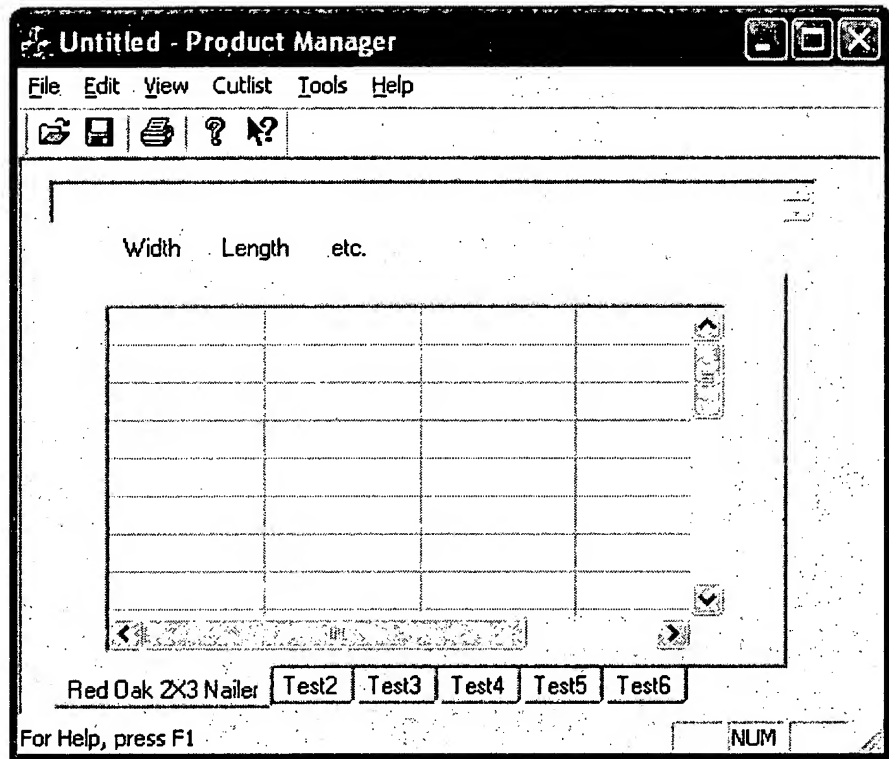 Untitled - Product Manager
File Edit View Cutlist Tools Help
Width Length etc.
Red Oak 2X3 Nailer Test2 Test3 Test4 Test5 Test6
For Help, press F1 NUM